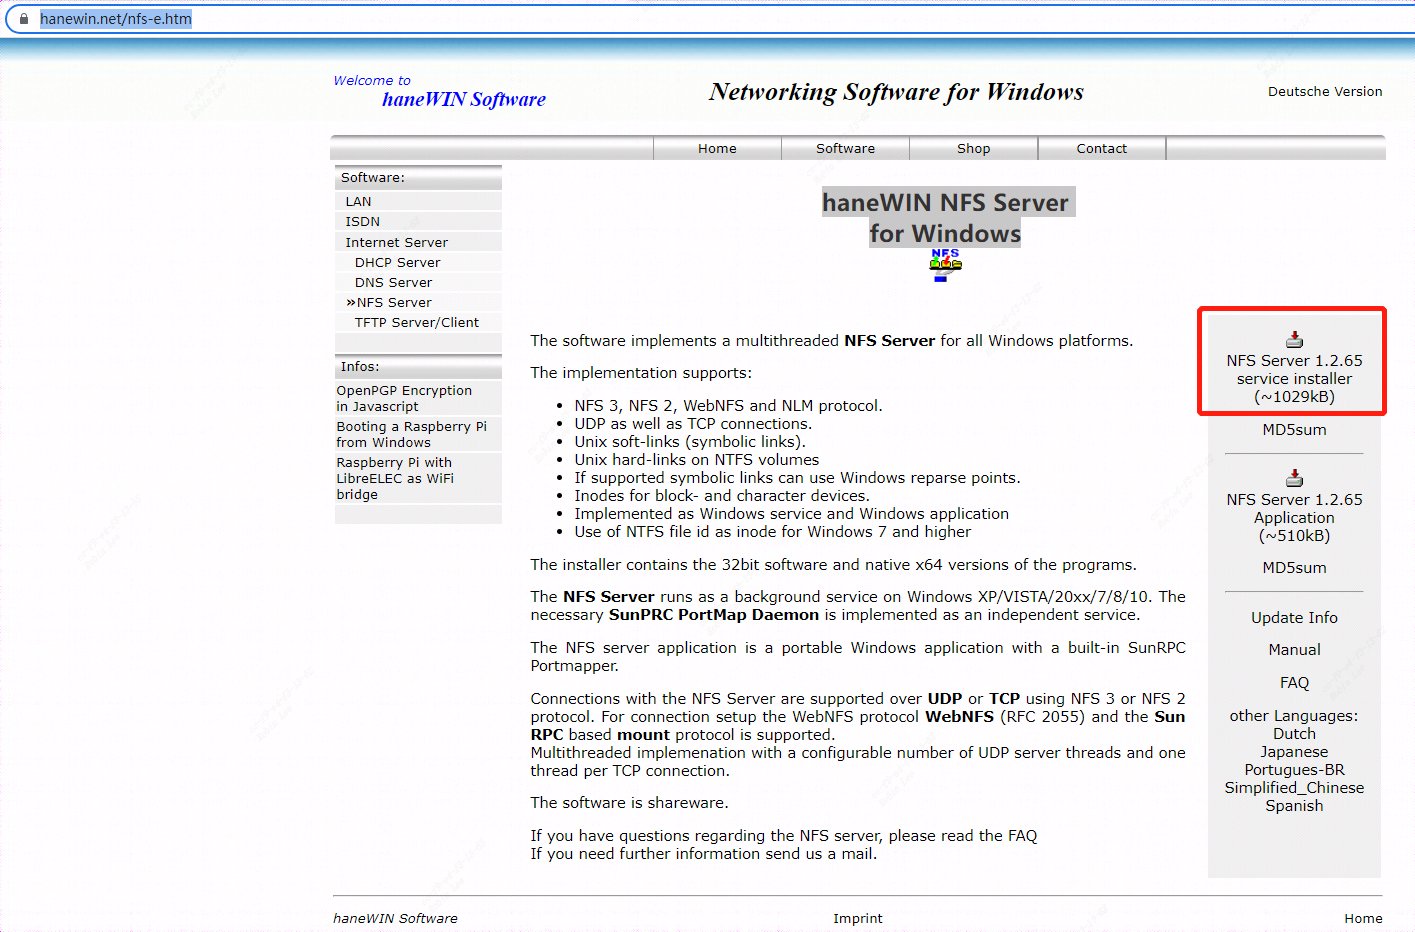 hanewin.net/nfs-e.htm
Welcome to
haneWIN Software
Networking Software for Windows
Deutsche Version
Home
Software
Shop
Contact
Software:
LAN
ISDN
Internet Server
DHCP Server
DNS Server
»NFS Server
TFTP Server/Client
Infos:
OpenPGP Encryption
in Javascript
Booting a Raspberry Pi
from Windows
Raspberry Pi with
LibreELEC as WiFi
bridge
haneWIN NFS Server
for Windows
NFS
The software implements a multithreaded NFS Server for all Windows platforms.
The implementation supports:
• NFS 3, NFS 2, WebNFS and NLM protocol.
• UDP as well as TCP connections.
• Unix soft-links (symbolic links).
• Unix hard-links on NTFS volumes
• If supported symbolic links can use Windows reparse points.
• Inodes for block- and character devices.
• Implemented as Windows service and Windows application
• Use of NTFS file id as inode for Windows 7 and higher
The installer contains the 32bit software and native x64 versions of the programs.
The NFS Server runs as a background service on Windows XP/VISTA/20xx/7/8/10. The
necessary SunPRC PortMap Daemon is implemented as an independent service.
The NFS server application is a portable Windows application with a built-in SunRPC
Portmapper.
Connections with the NFS Server are supported over UDP or TCP using NFS 3 or NFS 2
protocol. For connection setup the WebNFS protocol WebNFS (RFC 2055) and the Sun
RPC based mount protocol is supported.
Multithreaded implemenation with a configurable number of UDP server threads and one
thread per TCP connection.
The software is shareware.
If you have questions regarding the NFS server, please read the FAQ
If you need further information send us a mail.
NFS Server 1.2.65
service installer
(~1029kB)
MD5sum
NFS Server 1.2.65
Application
(~510kB)
MD5sum
Update Info
Manual
FAQ
other Languages:
Dutch
Japanese
Portugues-BR
Simplified_Chinese
Spanish
haneWIN Software
Imprint
Home